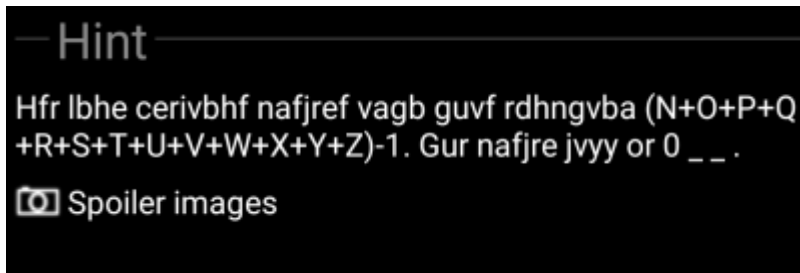 Hint
Hfr lbhe cerivbhf nafjref vagb guvf rdhngvba (N+O+P+Q
+R+S+T+U+V+W+X+Y+Z)-1. Gur nafjre jvyy or 0 _ _ .
Spoiler images